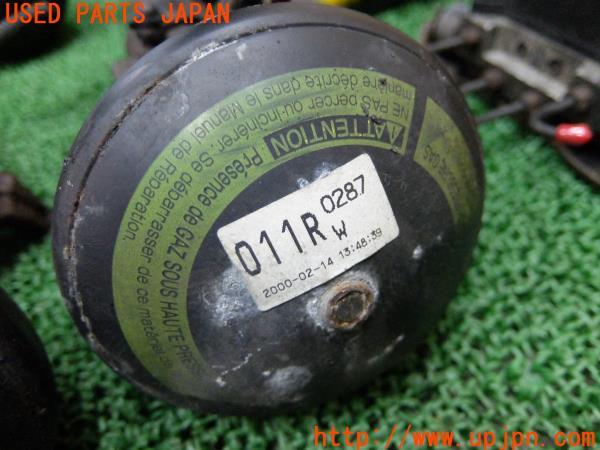 USED PARTS JAPAN
ATTENTION Présence de GAZ SOUS HAUTE PRESS
NE PAS percer ou incinérer. Se débarrasser de ce matériel de
manière décrite dans le Manuel de Réparation.
0287
011R
W
2000-02-14 13:48:39
http://www.upjpn.com/